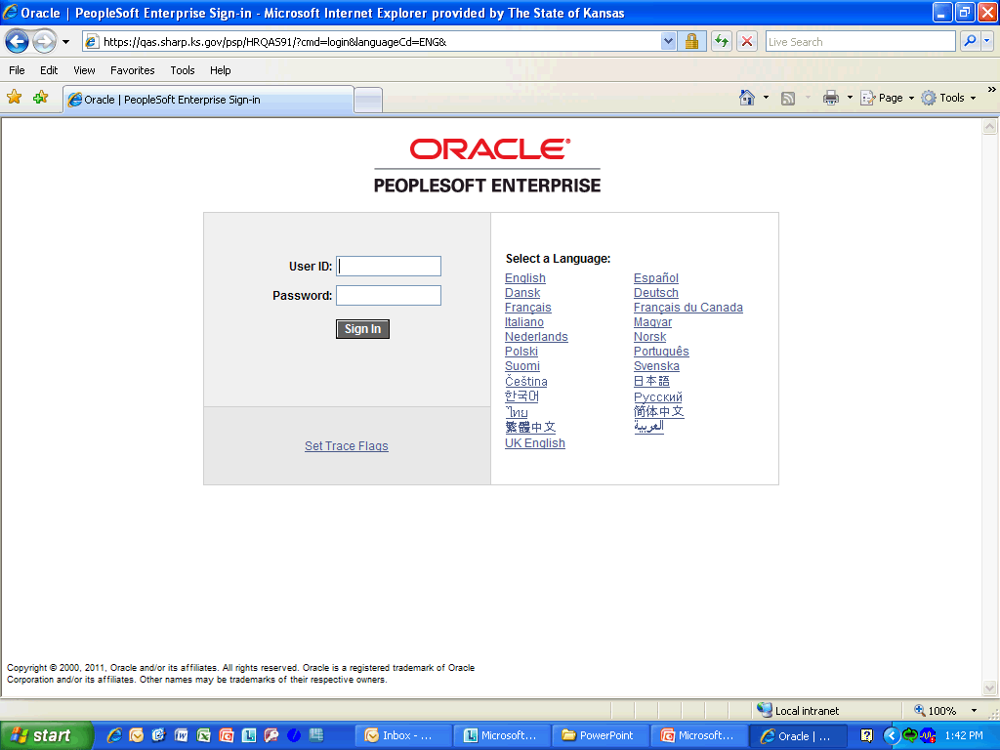 Oracle | PeopleSoft Enterprise Sign-in - Microsoft Internet Explorer provided by The State of Kansas
https://qas.sharp.ks.gov/psp/HRQAS91/?cmd=login&languageCd=ENG&
Live Search
File Edit View Favorites Tools Help
Oracle | PeopleSoft Enterprise Sign-in
Page Tools
ORACLE®
PEOPLESOFT ENTERPRISE
User ID:
Password:
Sign In
Set Trace Flags
Select a Language:
English Español
Dansk Deutsch
Français Français du Canada
Italiano Magyar
Nederlands Norsk
Polski Português
Suomi Svenska
Čeština 日本語
한국어 Русский
ไทย 简体中文
繁體中文 العربية
UK English
Copyright © 2000, 2011, Oracle and/or its affiliates. All rights reserved. Oracle is a registered trademark of Oracle
Corporation and/or its affiliates. Other names may be trademarks of their respective owners.
Local intranet 100%
start Inbox - ... Microsoft... PowerPoint Microsoft... Oracle | ... 1:42 PM